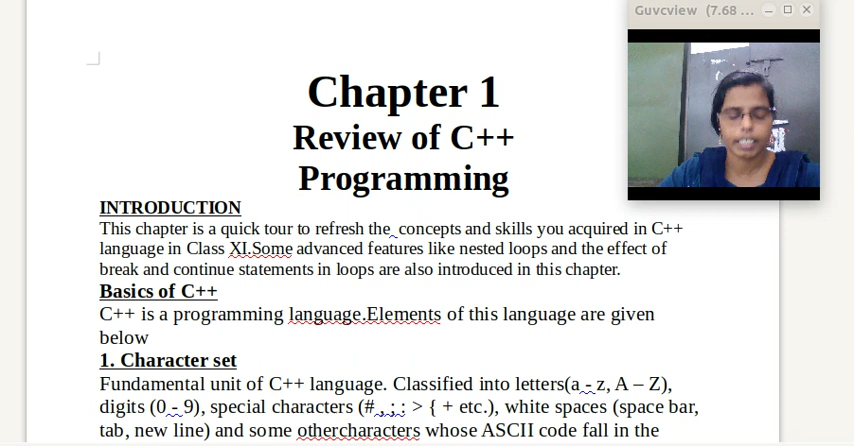 Guvcview (7.68 ...
Chapter 1
Review of C++
Programming
INTRODUCTION
This chapter is a quick tour to refresh the concepts and skills you acquired in C++
language in Class XI.Some advanced features like nested loops and the effect of
break and continue statements in loops are also introduced in this chapter.
Basics of C++
C++ is a programming language.Elements of this language are given
below
1. Character set
Fundamental unit of C++ language. Classified into letters(a - z, A – Z),
digits (0 - 9), special characters (# , ; : > { + etc.), white spaces (space bar,
tab, new line) and some othercharacters whose ASCII code fall in the